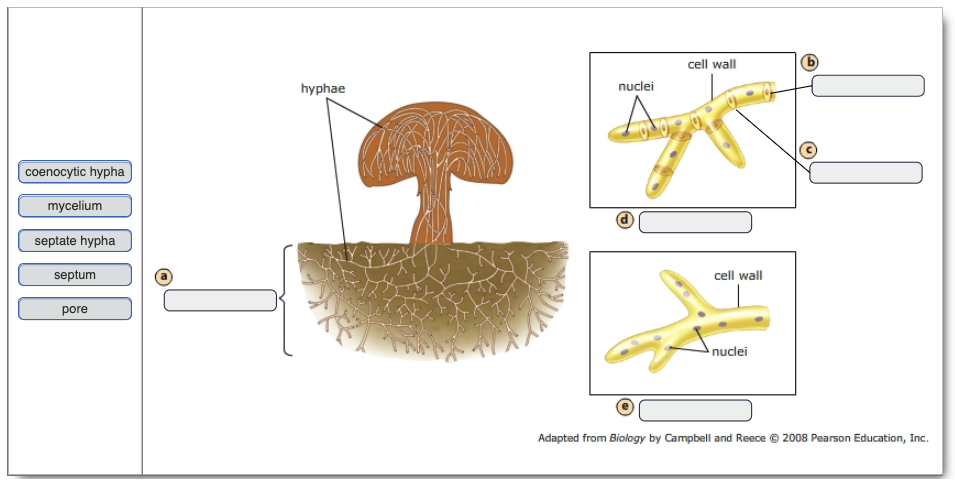 coenocytic hypha
mycelium
septate hypha
septum
pore
hyphae
a
cell wall
nuclei
b
c
d
cell wall
nuclei
e
Adapted from Biology by Campbell and Reece © 2008 Pearson Education, Inc.